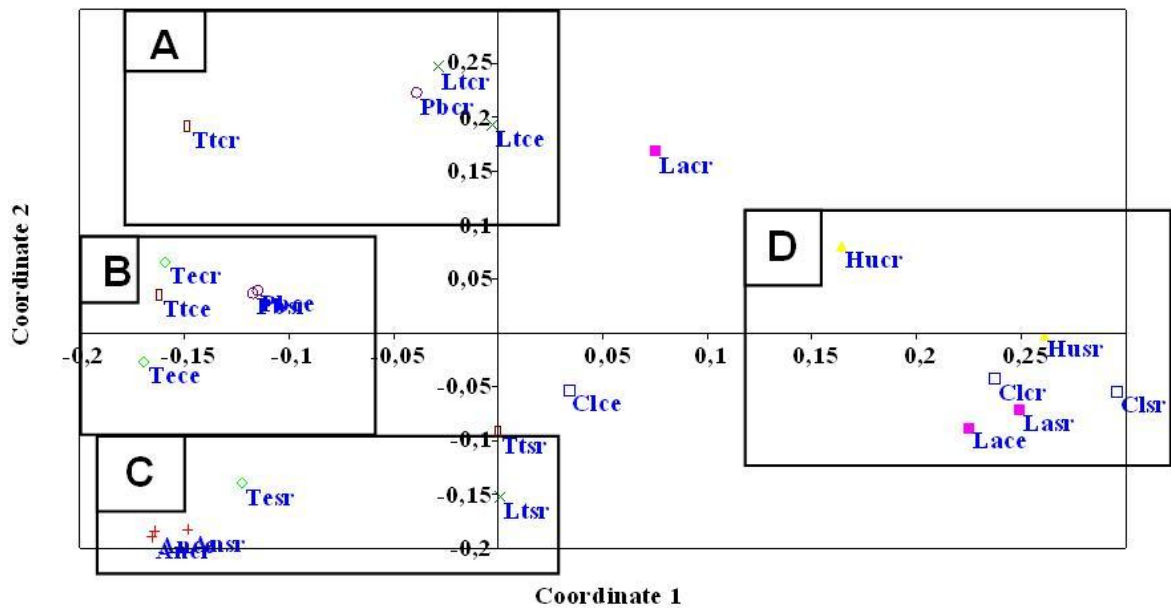 A
0,25
Ltcr
Pbcr
0,2
Ttcr
Ltce
0,15
Lacr
0,1
D
B
Tecr
0,05
Hucr
Ttce
Pbce
-0,2 -0,15 -0,1 -0,05 0,05 0,1 0,15 0,2 0,25
Husr
Tece
-0,05
Clce
Clcr
Clsr
Lasr
-0,1
Ttsr
Lace
C
Tesr
-0,15
Ltsr
Ansr
Ancr
-0,2
Coordinate 1
Coordinate 2